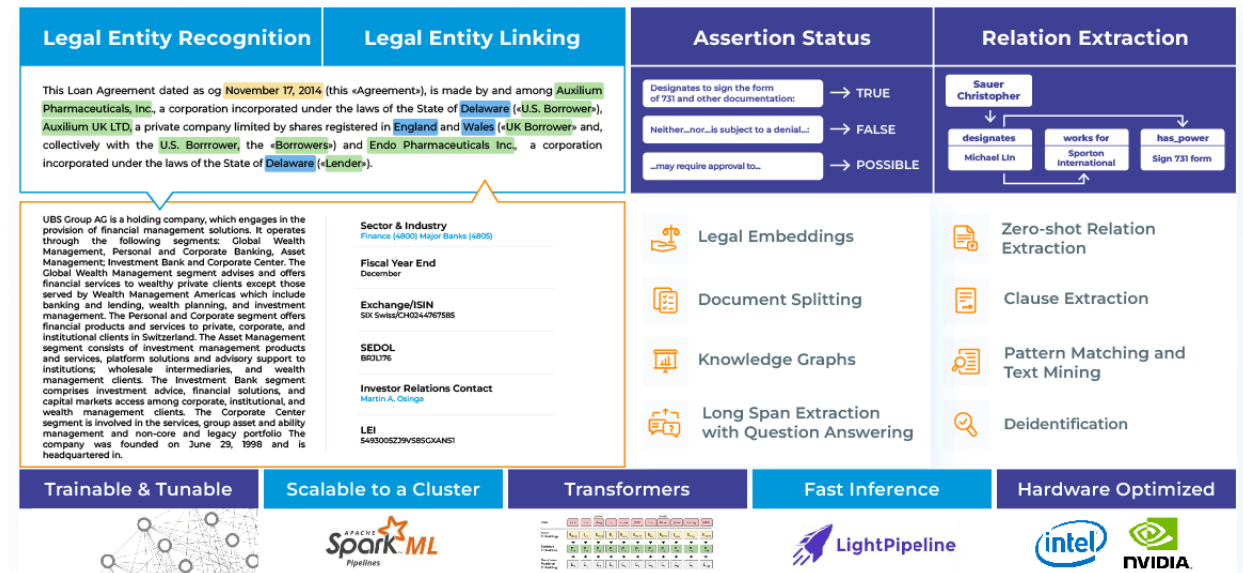 Legal Entity Recognition
Legal Entity Linking
Assertion Status
Relation Extraction
This Loan Agreement dated as og November 17, 2014 (this «Agreement»), is made by and among Auxilium
Pharmaceuticals, Inc., a corporation incorporated under the laws of the State of Delaware («U.S. Borrower»),
Auxilium UK LTD, a private company limited by shares registered in England and Wales («UK Borrower» and,
collectively with the U.S. Borrrower, the «Borrowers») and Endo Pharmaceuticals Inc., a corporation
incorporated under the laws of the State of Delaware («Lender»).
Designates to sign the form
of 731 and other documentation:
TRUE
Neither...nor...is subject to a denial...:
FALSE
...may require approval to...
POSSIBLE
Sauer
Christopher
designates
Michael LIn
works for
Sporton
International
has_power
Sign 731 form
UBS Group AG is a holding company, which engages in the
provision of financial management solutions. It operates
through the following segments: Global Wealth
Management, Personal and Corporate Banking, Asset
Management; Investment Bank and Corporate Center. The
Global Wealth Management segment advises and offers
financial services to wealthy private clients except those
served by Wealth Management Americas which include
banking and lending, wealth planning, and investment
management. The Personal and Corporate segment offers
financial products and services to private, corporate, and
institutional clients in Switzerland. The Asset Management
segment consists of investment management products
and services, platform solutions and advisory support to
institutions; wholesale intermediaries, and wealth
management clients. The Investment Bank segment
comprises investment advice, financial solutions, and
capital markets access among corporate, institutional, and
wealth management clients. The Corporate Center
segment is involved in the services, group asset and ability
management and non-core and legacy portfolio The
company was founded on June 29, 1998 and is
headquartered in.
Sector & Industry
Finance (4800) Major Banks (4805)
Fiscal Year End
December
Exchange/ISIN
SIX Swiss/CH0244767585
SEDOL
BRJL176
Investor Relations Contact
Martin A. Osinga
LEI
549300SZJ9VS8SGXAN81
Legal Embeddings
Document Splitting
Knowledge Graphs
Long Span Extraction
with Question Answering
Zero-shot Relation
Extraction
Clause Extraction
Pattern Matching and
Text Mining
Deidentification
Trainable & Tunable
Scalable to a Cluster
Transformers
Fast Inference
Hardware Optimized
APACHE
Spark ML
Pipelines
LightPipeline
intel
NVIDIA.